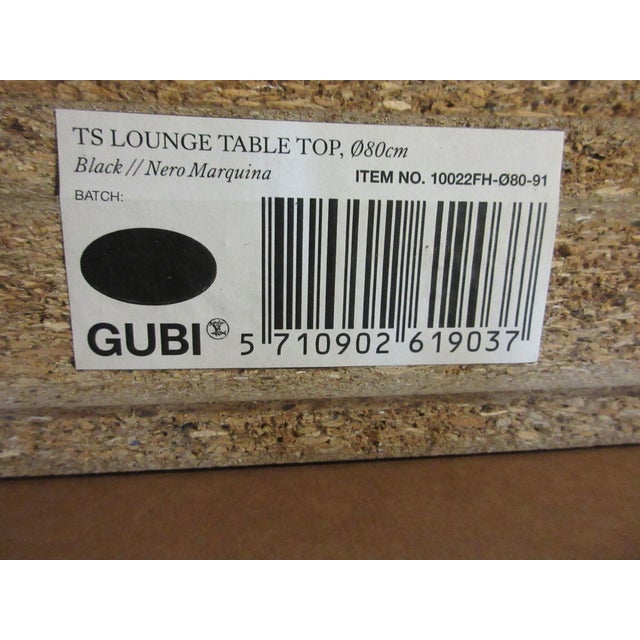 TS LOUNGE TABLE TOP, Ø80cm
Black // Nero Marquina
ITEM NO. 10022FH-Ø80-91
BATCH:
GUBI
5 710902 619037